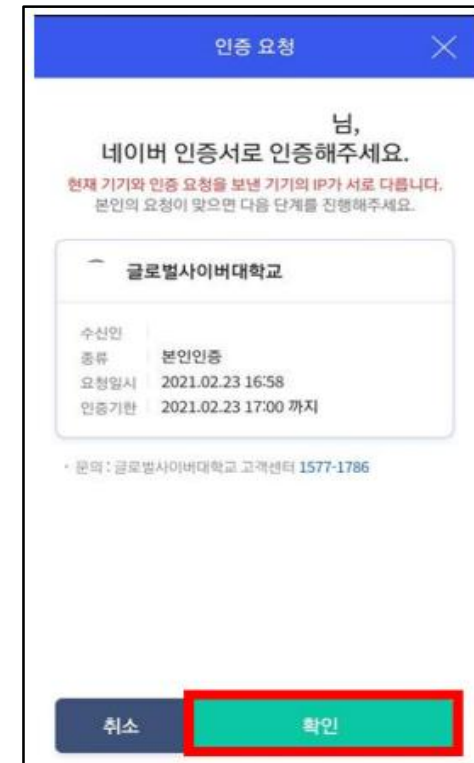 인증 요청
님,
네이버 인증서로 인증해주세요.
현재 기기와 인증 요청을 보낸 기기의 IP가 서로 다릅니다.
본인의 요청이 맞으면 다음 단계를 진행해주세요.
글로벌사이버대학교
수신인
종류 본인인증
요청일시 2021.02.23 16:58
인증기한 2021.02.23 17:00 까지
· 문의 : 글로벌사이버대학교 고객센터 1577-1786
취소 확인